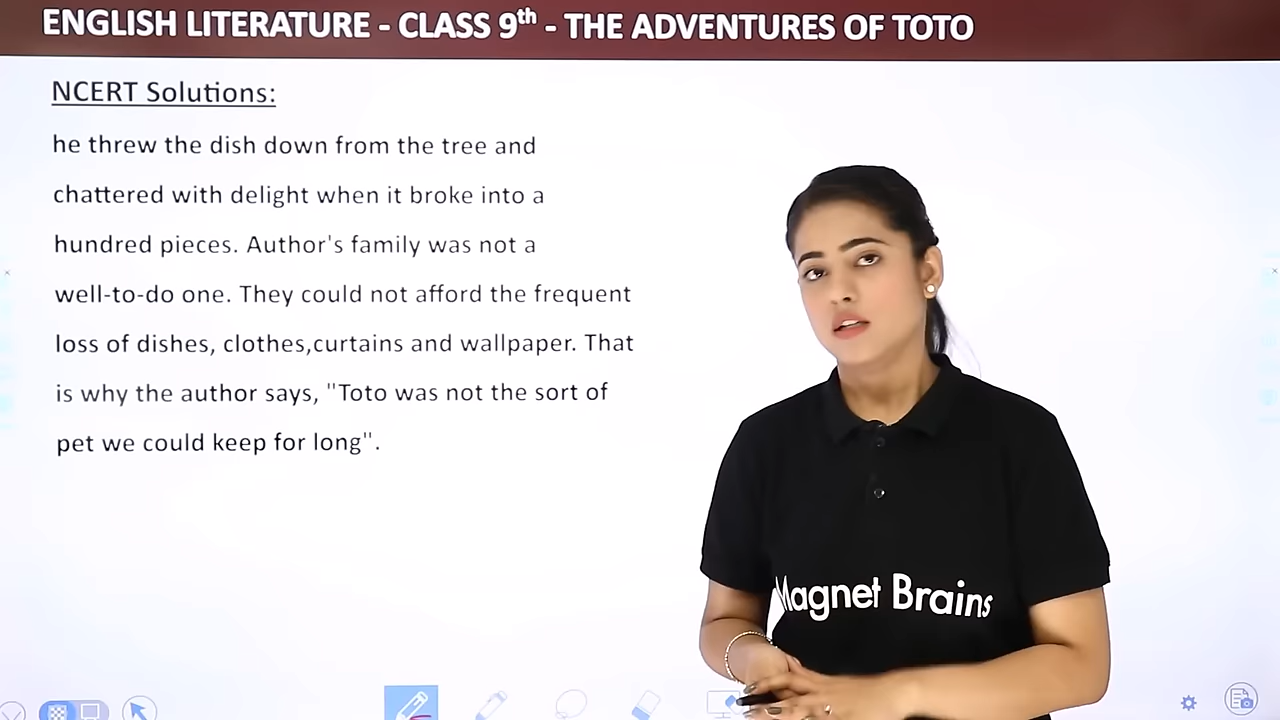 ENGLISH LITERATURE - CLASS 9th - THE ADVENTURES OF TOTO
NCERT Solutions:
he threw the dish down from the tree and
chattered with delight when it broke into a
hundred pieces. Author's family was not a
well-to-do one. They could not afford the frequent
loss of dishes, clothes,curtains and wallpaper. That
is why the author says, "Toto was not the sort of
pet we could keep for long".
Magnet Brains